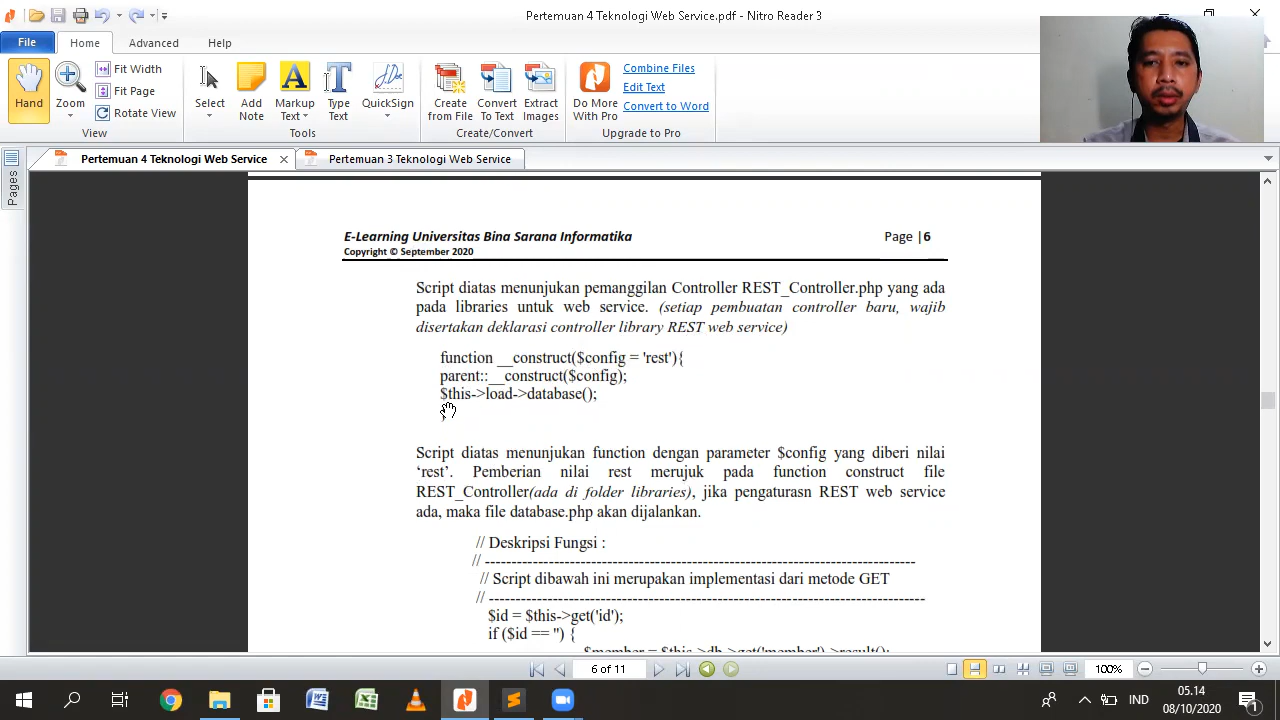 Pertemuan 4 Teknologi Web Service.pdf - Nitro Reader 3
File Home Advanced Help
Hand
Zoom
Fit Width
Fit Page
Rotate View
View
Select
Add Note
Markup Text
Type Text
QuickSign
Tools
Create from File
Convert To Text
Extract Images
Create/Convert
Do More With Pro
Combine Files
Edit Text
Convert to Word
Upgrade to Pro
Pages
Pertemuan 4 Teknologi Web Service
Pertemuan 3 Teknologi Web Service
E-Learning Universitas Bina Sarana Informatika
Page |6
Copyright © September 2020
Script diatas menunjukan pemanggilan Controller REST_Controller.php yang ada
pada libraries untuk web service. (setiap pembuatan controller baru, wajib
disertakan deklarasi controller library REST web service)
function __construct($config = 'rest'){
parent::__construct($config);
$this->load->database();
}
Script diatas menunjukan function dengan parameter $config yang diberi nilai
‘rest’. Pemberian nilai rest merujuk pada function construct file
REST_Controller(ada di folder libraries), jika pengaturasn REST web service
ada, maka file database.php akan dijalankan.
// Deskripsi Fungsi :
// ---------------------------------------------------------------------------------
// Script dibawah ini merupakan implementasi dari metode GET
// ----------------------------------------------------------------------------------
$id = $this->get('id');
if ($id == '') {
$member = $this->db->get('member')->result();
6 of 11
100%
IND
05.14
08/10/2020
1